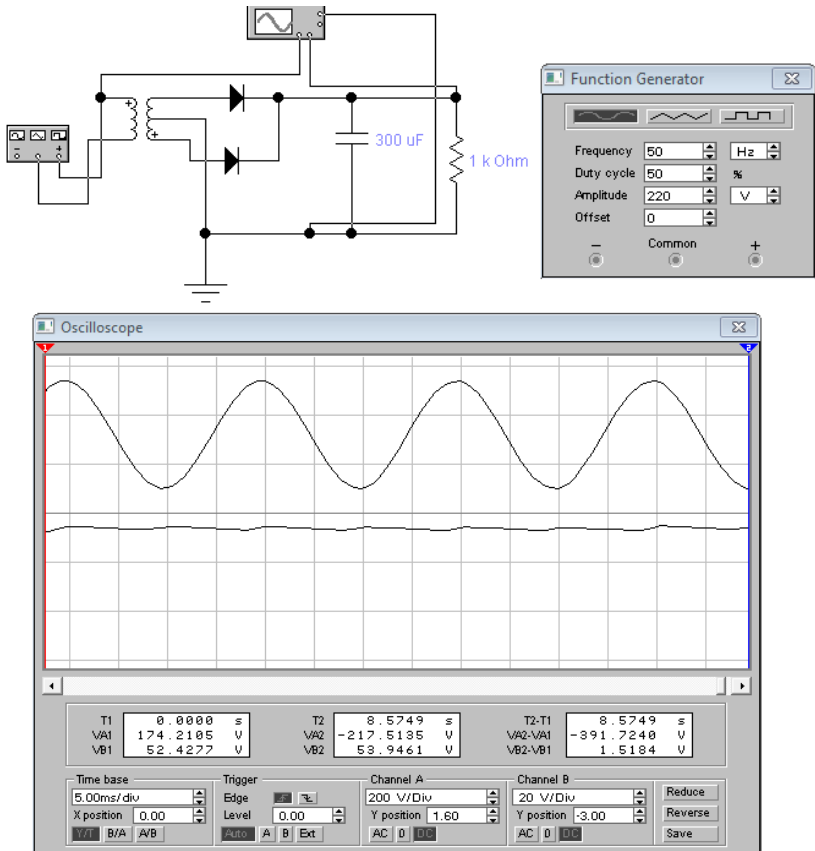 Function Generator
300 uF
1 k Ohm
Frequency 50 Hz
Duty cycle 50 %
Amplitude 220 V
Offset 0
− Common +
Oscilloscope
1 2
T1 0.0000 s T2 8.5749 s T2-T1 8.5749 s
VA1 174.2105 V VA2 -217.5135 V VA2-VA1 -391.7240 V
VB1 52.4277 V VB2 53.9461 V VB2-VB1 1.5184 V
Time base Trigger Channel A Channel B
5.00ms/div Edge 200 V/Div 20 V/Div Reduce
X position 0.00 Level 0.00 Y position 1.60 Y position -3.00 Reverse
Y/T B/A A/B Auto A B Ext AC 0 DC AC 0 DC Save